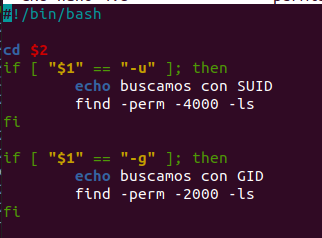 #!/bin/bash
cd $2
if [ "$1" == "-u" ]; then
echo buscamos con SUID
find -perm -4000 -ls
fi
if [ "$1" == "-g" ]; then
echo buscamos con GID
find -perm -2000 -ls
fi